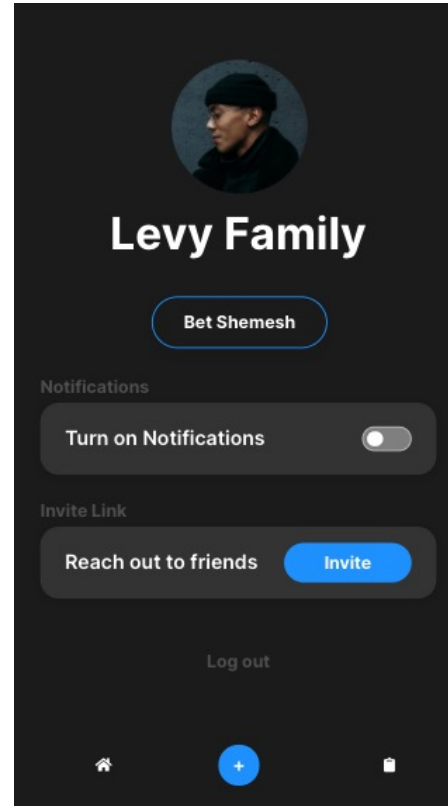 Levy Family
Bet Shemesh
Notifications
Turn on Notifications
Invite Link
Reach out to friends
Invite
Log out
+